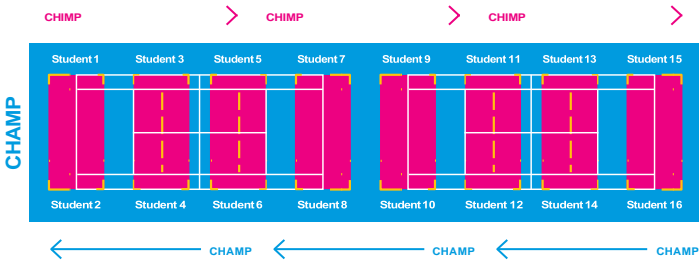 CHIMP CHIMP CHIMP
Student 1 Student 3 Student 5 Student 7 Student 9 Student 11 Student 13 Student 15
CHAMP
Student 2 Student 4 Student 6 Student 8 Student 10 Student 12 Student 14 Student 16
CHAMP CHAMP CHAMP